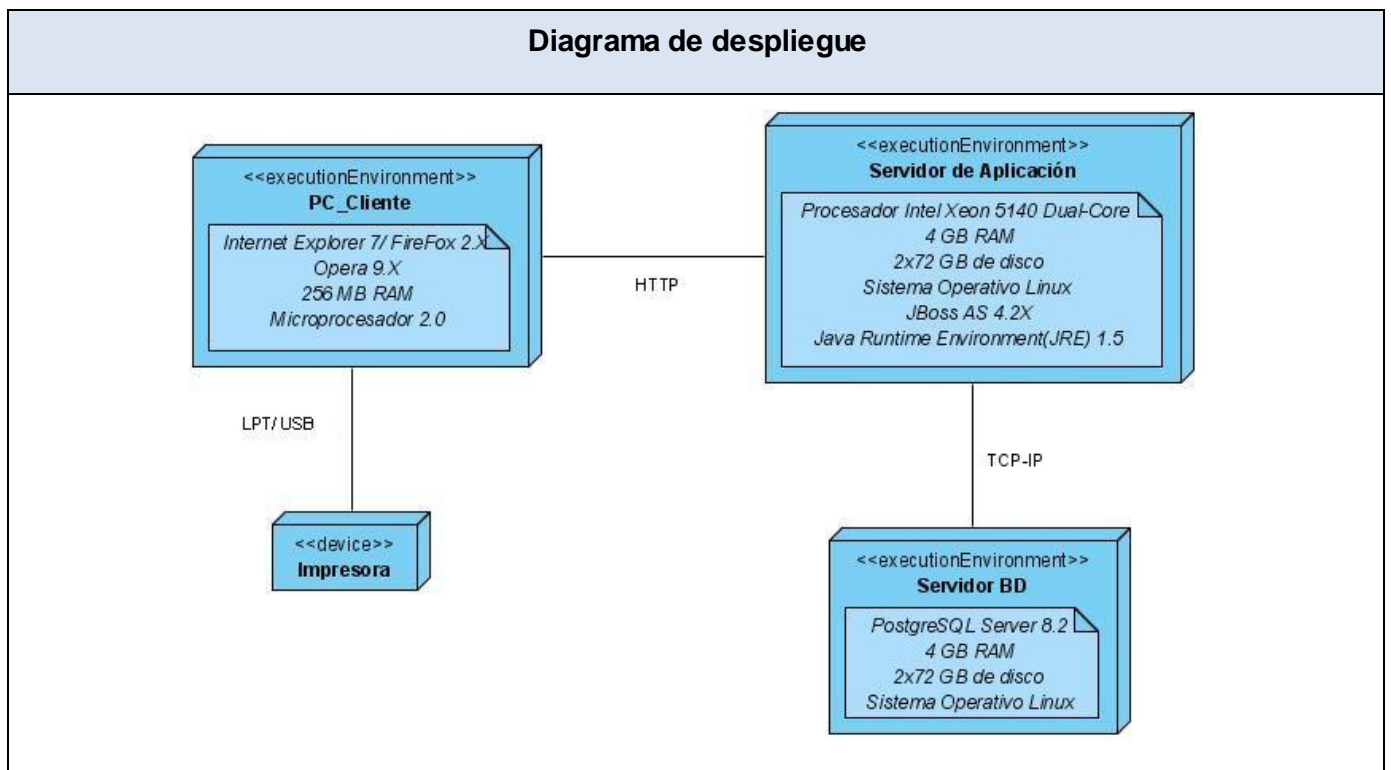 Diagrama de despliegue
<<executionEnvironment>>
PC_Cliente
Internet Explorer 7/ FireFox 2.X
Opera 9.X
256 MB RAM
Microprocesador 2.0
HTTP
<<executionEnvironment>>
Servidor de Aplicación
Procesador Intel Xeon 5140 Dual-Core
4 GB RAM
2x72 GB de disco
Sistema Operativo Linux
JBoss AS 4.2X
Java Runtime Environment(JRE) 1.5
LPT/USB
TCP-IP
<<device>>
Impresora
<<executionEnvironment>>
Servidor BD
PostgreSQL Server 8.2
4 GB RAM
2x72 GB de disco
Sistema Operativo Linux